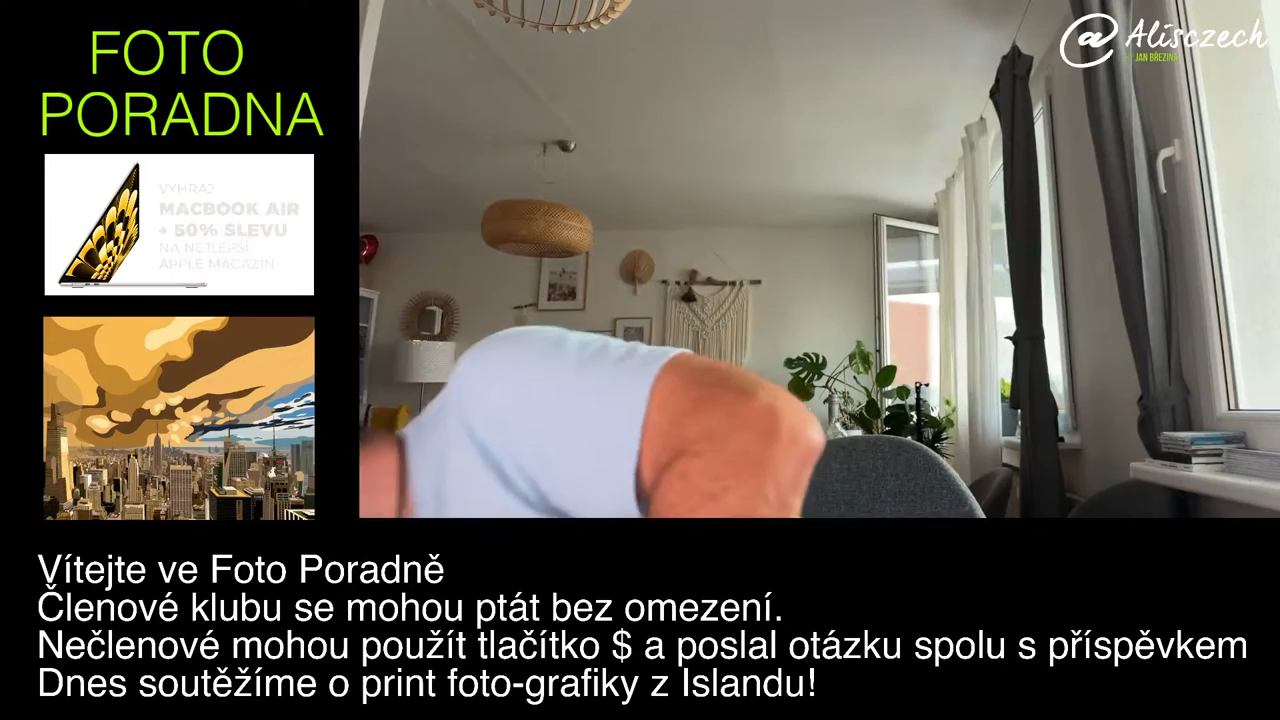 FOTO
PORADNA
VYHRAJ
MACBOOK AIR
+ 50% SLEVU
NA NEJLEPŠÍ
APPLE MAGAZÍN
@Alisczech
BY JAN BŘEZINA
Vítejte ve Foto Poradně
Členové klubu se mohou ptát bez omezení.
Nečlenové mohou použít tlačítko $ a poslal otázku spolu s příspěvkem
Dnes soutěžíme o print foto-grafiky z Islandu!